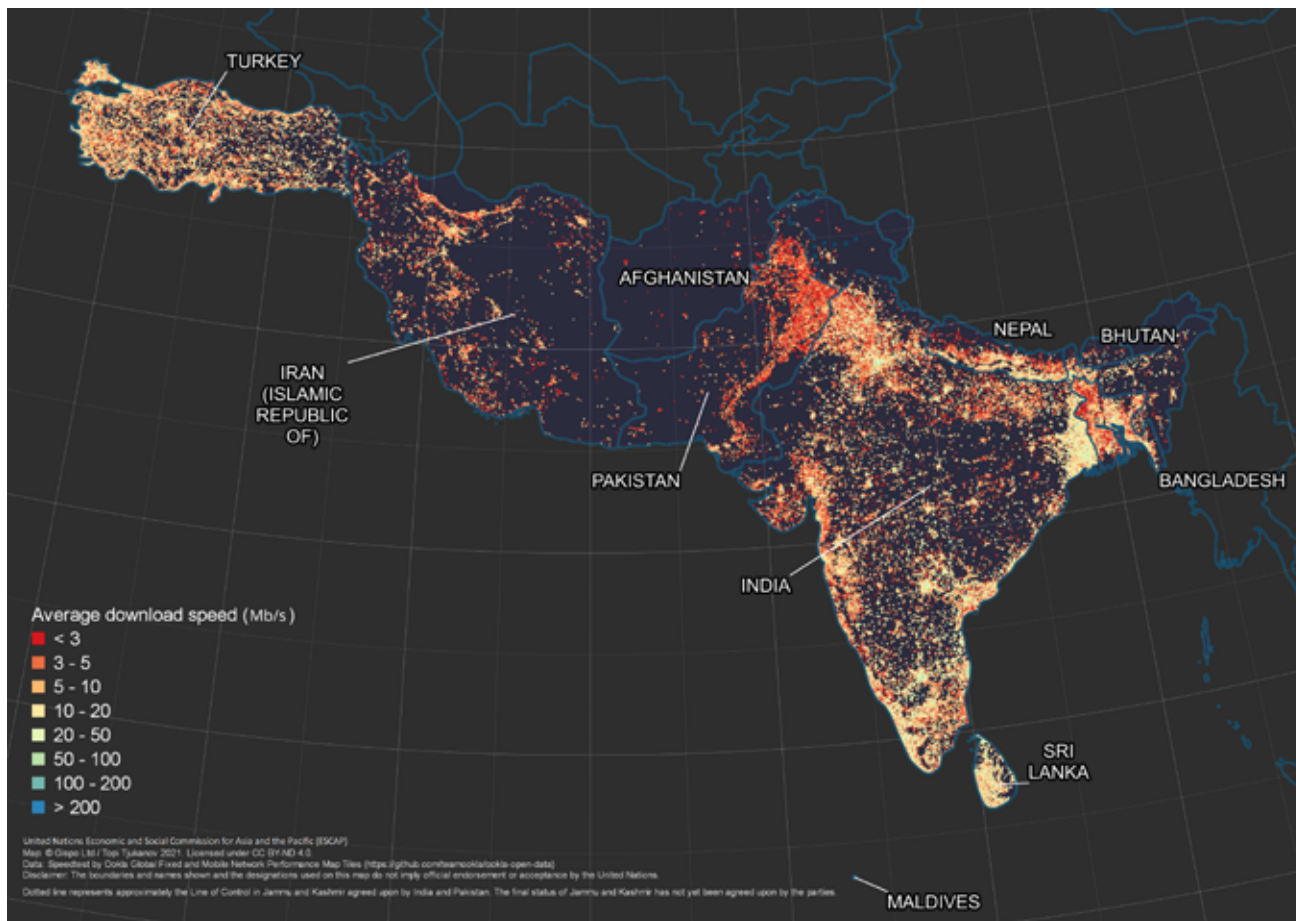 TURKEY
AFGHANISTAN
NEPAL
BHUTAN
IRAN
(ISLAMIC
REPUBLIC
OF)
PAKISTAN
BANGLADESH
INDIA
SRI
LANKA
MALDIVES
Average download speed (Mb/s)
< 3
3 - 5
5 - 10
10 - 20
20 - 50
50 - 100
100 - 200
> 200
United Nations Economic and Social Commission for Asia and the Pacific (ESCAP)
Map: © Gispo Ltd / Topi Tjukanov 2021. Licensed under CC BY-ND 4.0.
Data: Speedtest by Ookla Global Fixed and Mobile Network Performance Map Tiles (https://github.com/teamookla/ookla-open-data)
Disclaimer: The boundaries and names shown and the designations used on this map do not imply official endorsement or acceptance by the United Nations.
Dotted line represents approximately the Line of Control in Jammu and Kashmir agreed upon by India and Pakistan. The final status of Jammu and Kashmir has not yet been agreed upon by the parties.